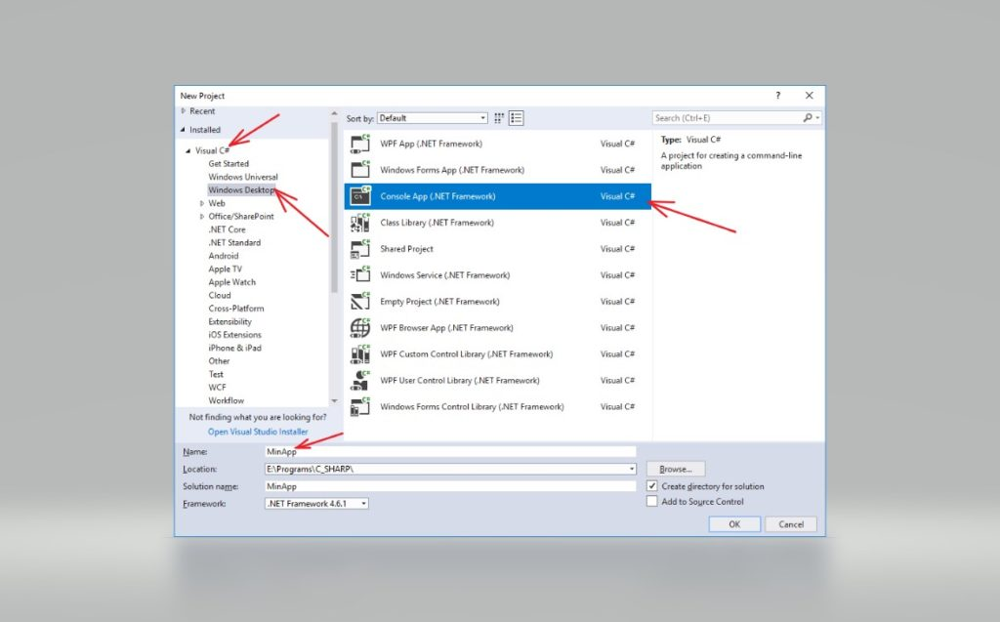 New Project
?
Recent
Installed
Visual C#
Get Started
Windows Universal
Windows Desktop
Web
Office/SharePoint
.NET Core
.NET Standard
Android
Apple TV
Apple Watch
Cloud
Cross-Platform
Extensibility
iOS Extensions
iPhone & iPad
Other
Test
WCF
Workflow
Not finding what you are looking for?
Open Visual Studio Installer
Sort by: Default
WPF App (.NET Framework) Visual C#
Windows Forms App (.NET Framework) Visual C#
Console App (.NET Framework) Visual C#
Class Library (.NET Framework) Visual C#
Shared Project Visual C#
Windows Service (.NET Framework) Visual C#
Empty Project (.NET Framework) Visual C#
WPF Browser App (.NET Framework) Visual C#
WPF Custom Control Library (.NET Framework) Visual C#
WPF User Control Library (.NET Framework) Visual C#
Windows Forms Control Library (.NET Framework) Visual C#
Search (Ctrl+E)
Type: Visual C#
A project for creating a command-line
application
Name: MinApp
Location: E:\Programs\C_SHARP\ Browse...
Solution name: MinApp
Create directory for solution
Framework: .NET Framework 4.6.1
Add to Source Control
OK Cancel